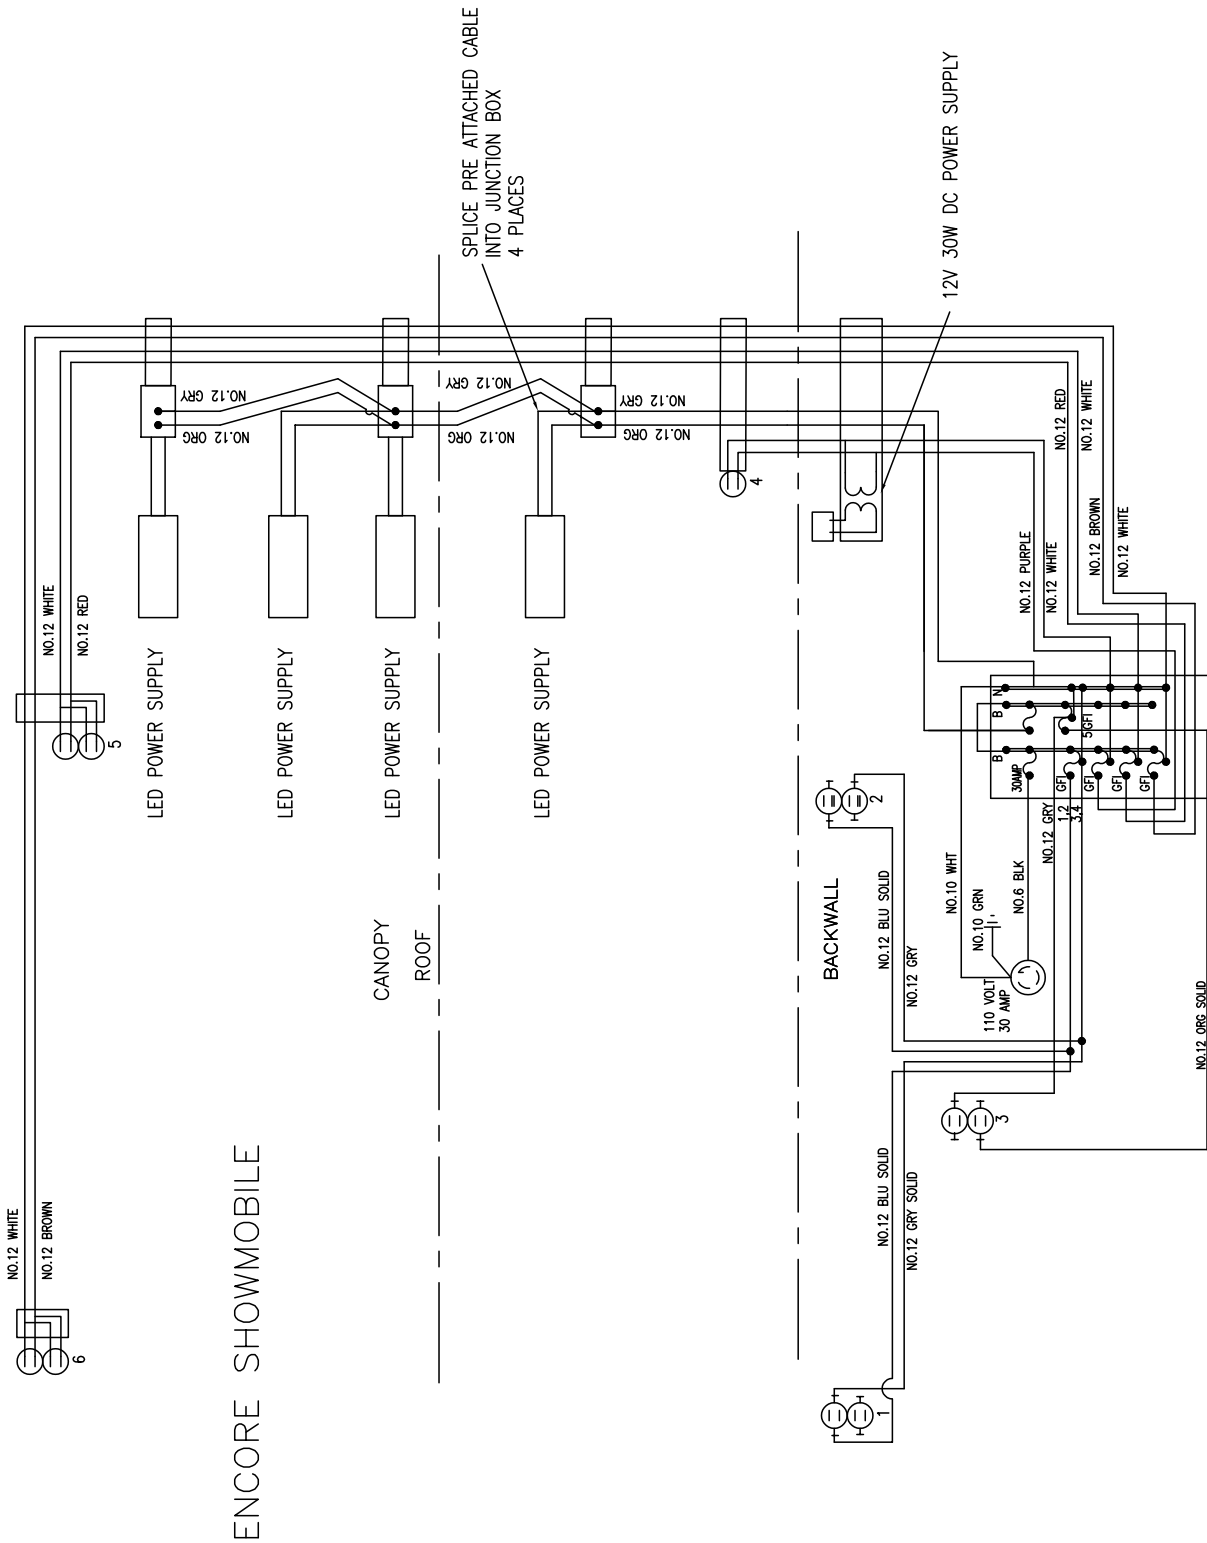 ENCORE SHOWMOBILE
NO.12 WHITE
NO.12 BROWN
6
NO.12 WHITE
NO.12 RED
5
LED POWER SUPPLY
LED POWER SUPPLY
LED POWER SUPPLY
LED POWER SUPPLY
NO.12 GRY
NO.12 ORG
NO.12 GRY
NO.12 ORG
NO.12 GRY
NO.12 ORG
SPLICE PRE ATTACHED CABLE
INTO JUNCTION BOX
4 PLACES
CANOPY
ROOF
4
12V 30W DC POWER SUPPLY
BACKWALL
2
NO.12 BLU SOLID
NO.12 GRY
1
NO.12 BLU SOLID
NO.12 GRY SOLID
3
NO.10 WHT
NO.10 GRN
NO.6 BLK
110 VOLT
30 AMP
NO.12 GRY
1,2
3,4
NO.12 ORG SOLID
NO.12 PURPLE
NO.12 WHITE
NO.12 RED
NO.12 WHITE
NO.12 BROWN
NO.12 WHITE
N
B
B
5GFI
30AMP
GFI
GFI
GFI
GFI